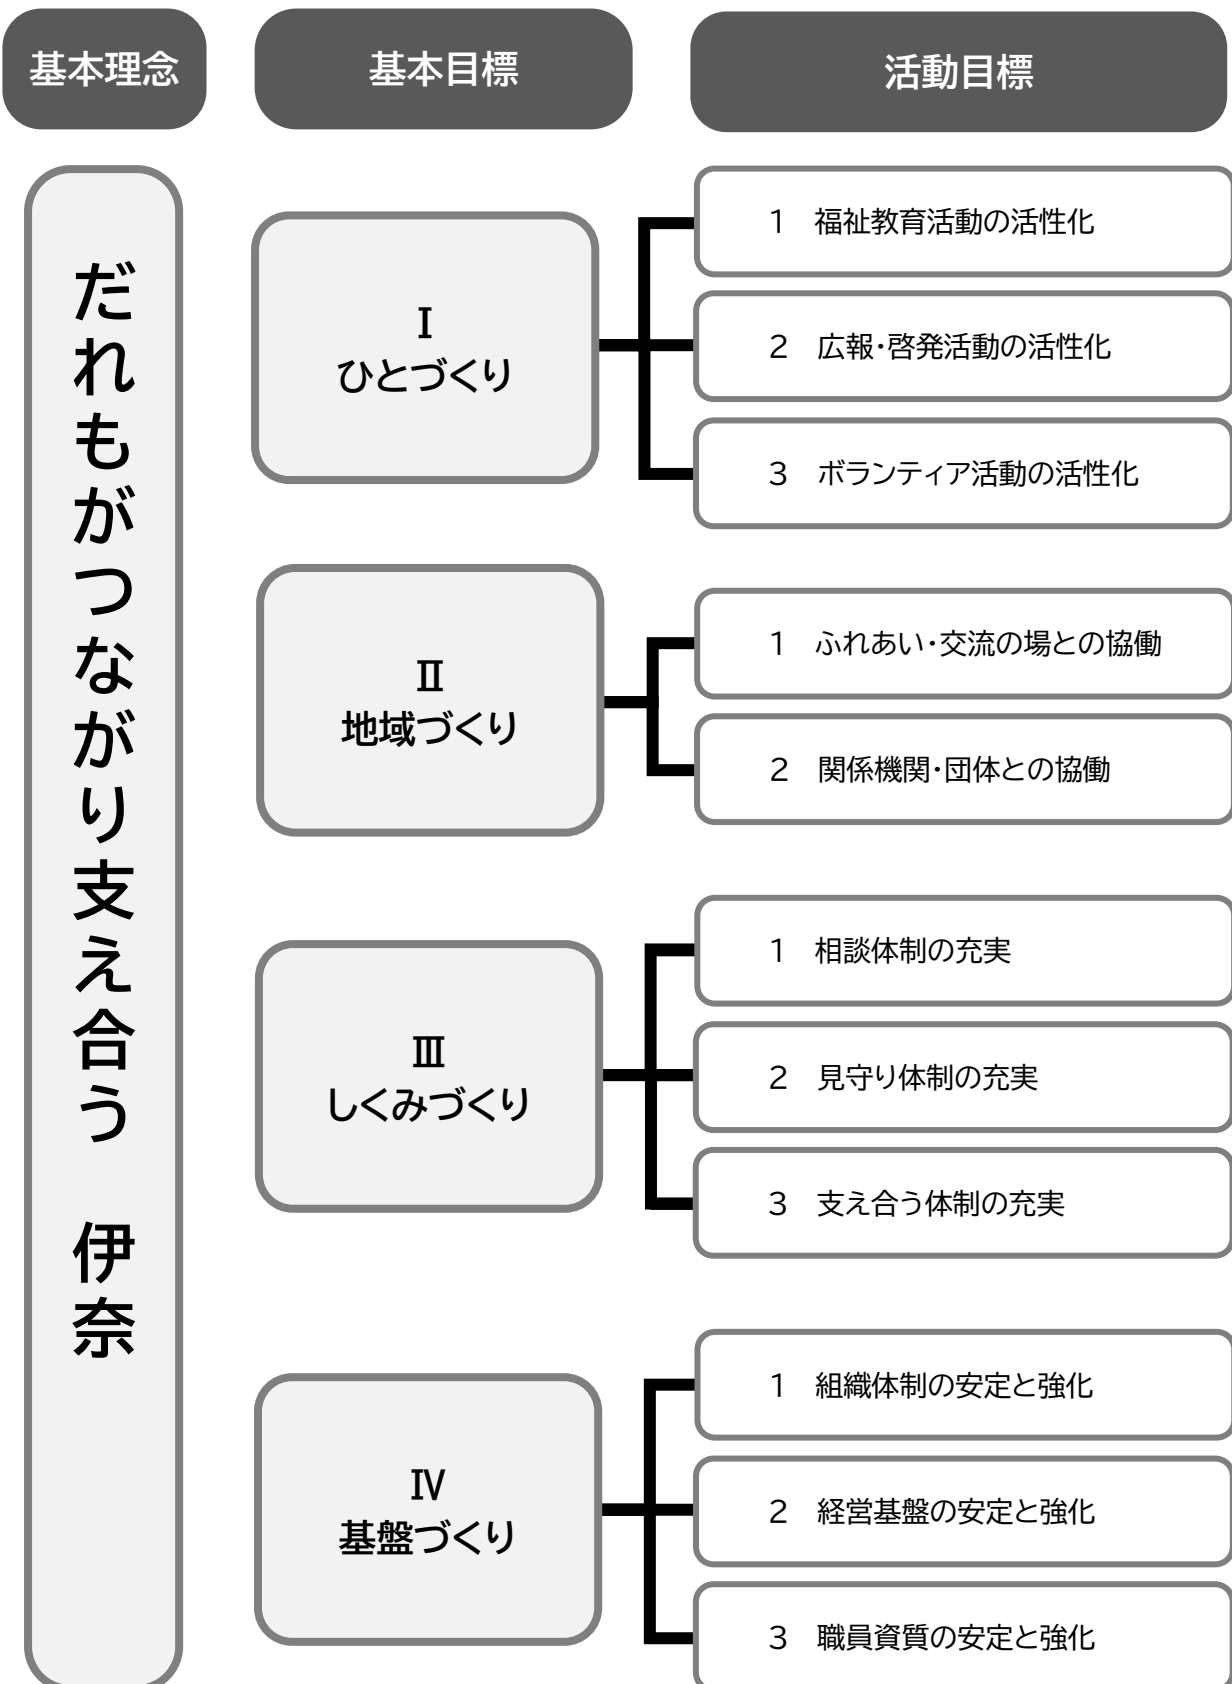 基本理念
基本目標
活動目標
だれもがつながり支え合う　伊奈
Ⅰ
ひとづくり
1　福祉教育活動の活性化
2　広報・啓発活動の活性化
3　ボランティア活動の活性化
Ⅱ
地域づくり
1　ふれあい・交流の場との協働
2　関係機関・団体との協働
Ⅲ
しくみづくり
1　相談体制の充実
2　見守り体制の充実
3　支え合う体制の充実
Ⅳ
基盤づくり
1　組織体制の安定と強化
2　経営基盤の安定と強化
3　職員資質の安定と強化